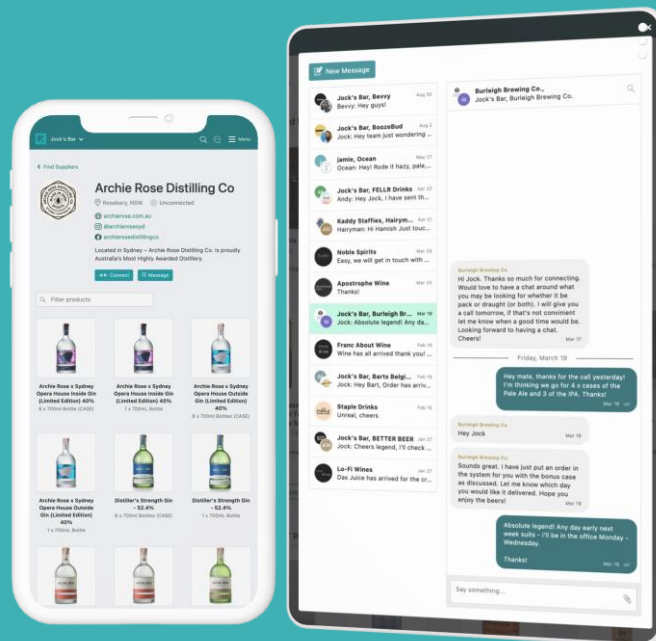 Jock's Bar
Menu
Find Suppliers
Archie Rose Distilling Co
Rosebery, NSW Unconnected
archierose.com.au
@archierosesyd
archierosedistillingco
Located in Sydney – Archie Rose Distilling Co. is proudly
Australia's Most Highly Awarded Distillery.
Connect
Message
Filter products
Archie Rose x Sydney
Opera House Inside Gin
(Limited Edition) 40%
6 x 700ml Bottle (CASE)
Archie Rose x Sydney
Opera House Inside Gin
(Limited Edition) 40%
1 x 700mL Bottle
Archie Rose x Sydney
Opera House Outside
Gin (Limited Edition)
40%
6 x 700ml Bottles (CASE)
Archie Rose x Sydney
Opera House Outside
Gin (Limited Edition)
40%
1 x 700mL Bottle
Distiller's Strength Gin
- 52.4%
6 x 700ml Bottles (CASE)
Distiller's Strength Gin
- 52.4%
1 x 700mL Bottle
New Message
Jock's Bar, Bevvy
Bevvy: Hey guys!
Jock's Bar, BoozeBud Aug 2
Jock: Hey team just wondering ...
jamie, Ocean May 27
Ocean: Hey! Rode it hazy, pale,...
Jock's Bar, FELLR Drinks Apr 22
Andy: Hey Jock, I have sent th...
Kaddy Staffies, Hairym... Apr 21
Hairyman: Hi Hamish Just touc...
Noble Spirits
Easy, we will get in touch with ...
Apostrophe Wine
Thanks!
Jock's Bar, Burleigh Br... Mar 19
Jock: Absolute legend! Any da...
Franc About Wine
Wine has all arrived thank you! ...
Jock's Bar, Barts Belgi...
Jock: Hey Bart, Order has arriv...
Staple Drinks
Unreal, cheers
Jock's Bar, BETTER BEER Jan 27
Jock: Cheers legend, I'll check ...
Lo-Fi Wines Jan 27
Das Juice has arrived for the cr...
Burleigh Brewing Co.,
Jock's Bar, Burleigh Brewing Co.
Burleigh Brewing Co.
Hi Jock. Thanks so much for connecting.
Would love to have a chat around what
you may be looking for whether it be
pack or draught (or both). I will give you
a call tomorrow, if that's not convinient
let me know when a good time would be.
Looking forward to having a chat.
Cheers!
Mar 17
Friday, March 19
Hey mate, thanks for the call yesterday!
I'm thinking we go for 4 x cases of the
Pale Ale and 3 of the IPA. Thanks!
Mar 19
Burleigh Brewing Co.
Hey Jock
Mar 19
Burleigh Brewing Co.
Sounds great. I have just put an order in
the system for you with the bonus case
as discussed. Let me know which day
you would like it delivered. Hope you
enjoy the beers!
Mar 19
Absolute legend! Any day early next
week suits - i'll be in the office Monday -
Wednesday.
Thanks!
Mar 19
Say something...